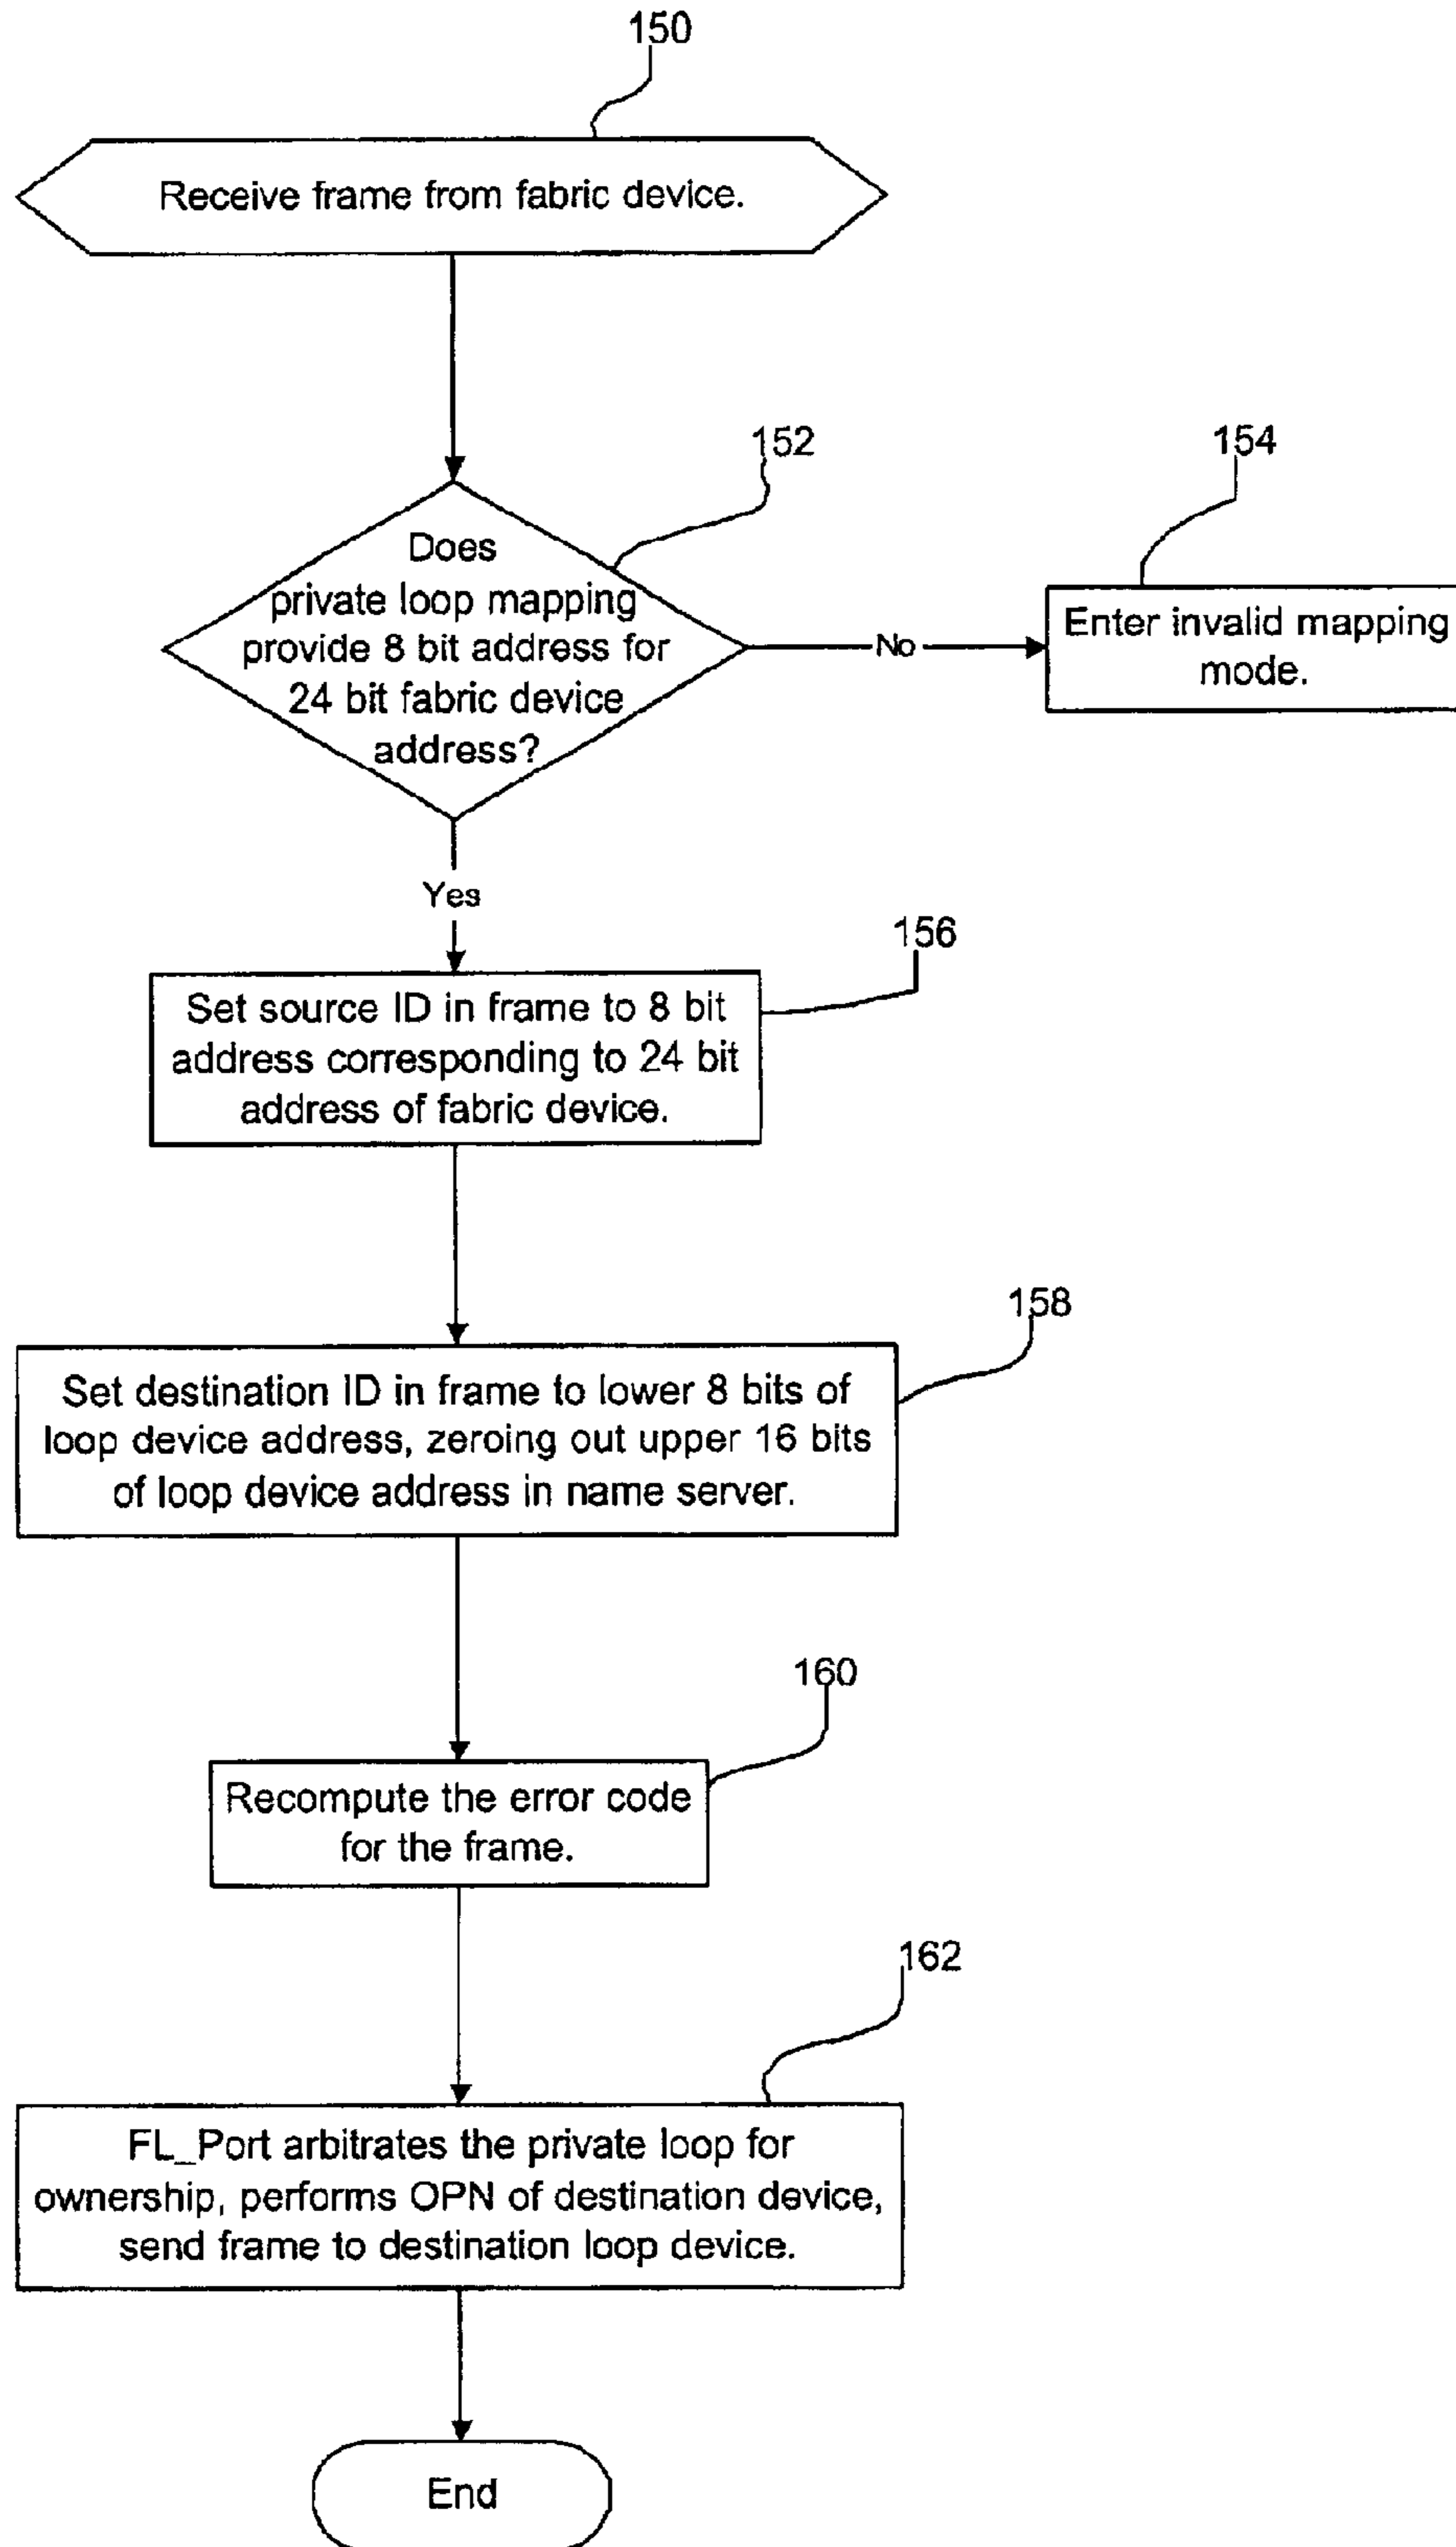 150
Receive frame from fabric device.
152
154
Does
private loop mapping
provide 8 bit address for
24 bit fabric device
address?
No
Enter invalid mapping
mode.
Yes
156
Set source ID in frame to 8 bit
address corresponding to 24 bit
address of fabric device.
158
Set destination ID in frame to lower 8 bits of
loop device address, zeroing out upper 16 bits
of loop device address in name server.
160
Recompute the error code
for the frame.
162
FL_Port arbitrates the private loop for
ownership, performs OPN of destination device,
send frame to destination loop device.
End